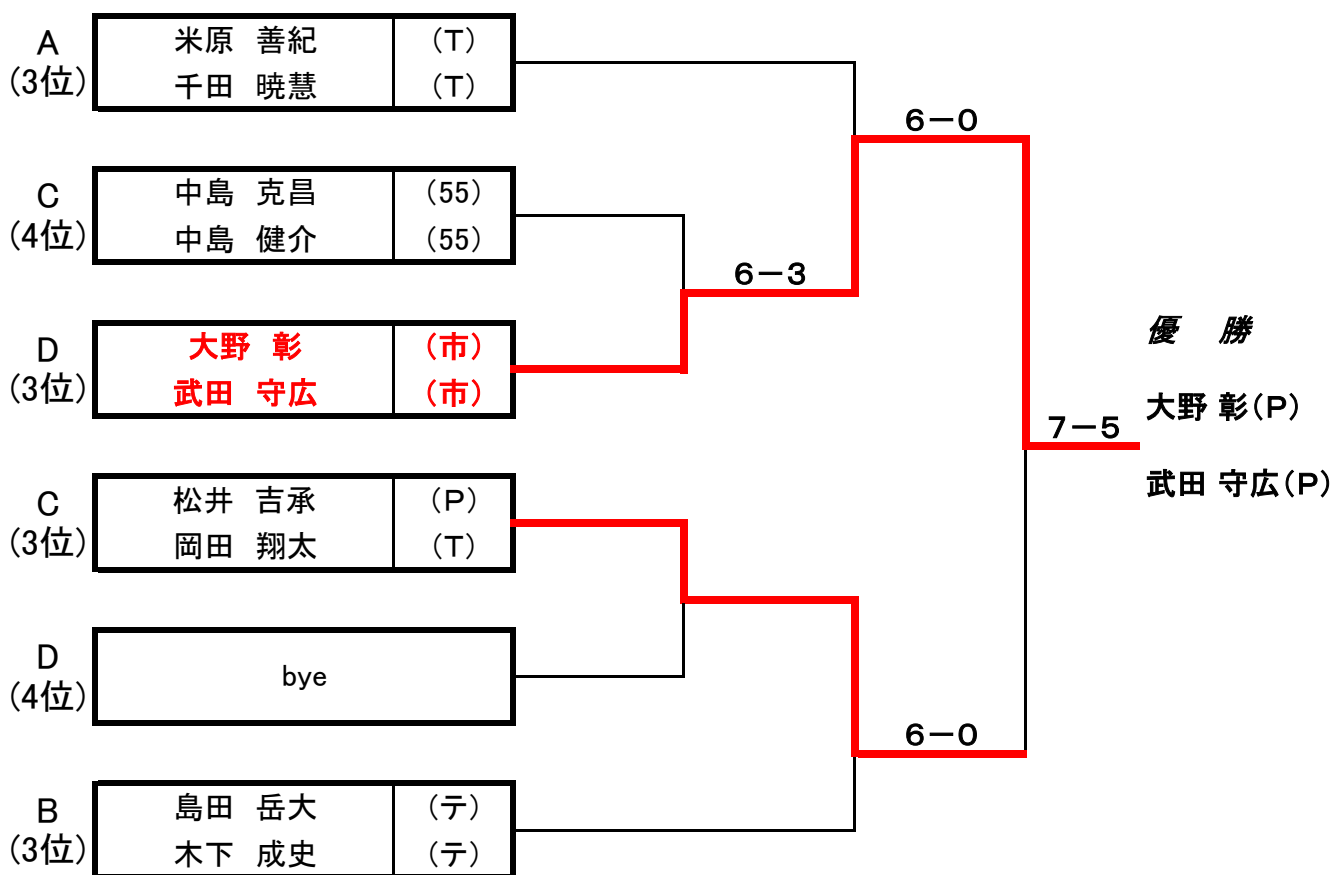 A
(3位)
米原 善紀 (T)
千田 暁慧 (T)
6－0
C
(4位)
中島 克昌 (55)
中島 健介 (55)
6－3
D
(3位)
大野 彰 (市)
武田 守広 (市)
優 勝
大野 彰(P)
7－5
武田 守広(P)
C
(3位)
松井 吉承 (P)
岡田 翔太 (T)
D
(4位)
bye
6－0
B
(3位)
島田 岳大 (テ)
木下 成史 (テ)